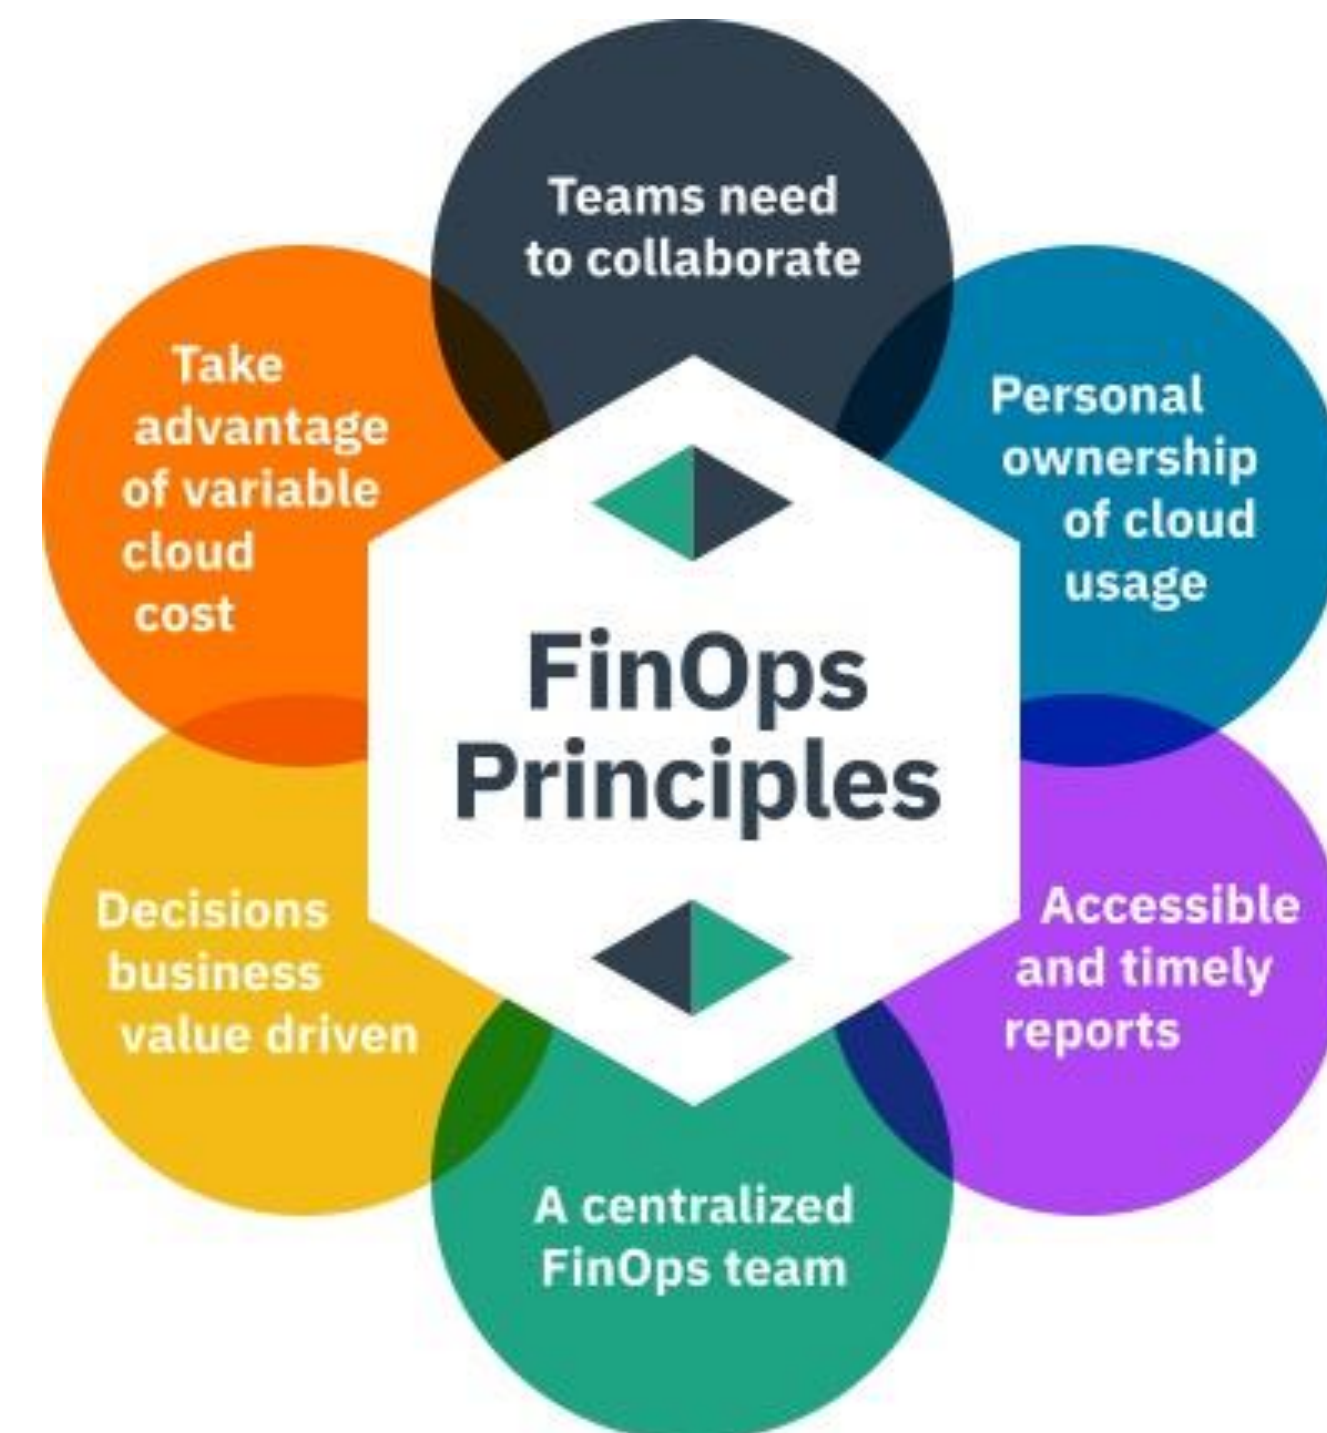 Teams need
to collaborate
Personal
ownership
of cloud
usage
Accessible
and timely
reports
A centralized
FinOps team
Decisions
business
value driven
Take
advantage
of variable
cloud
cost
FinOps
Principles